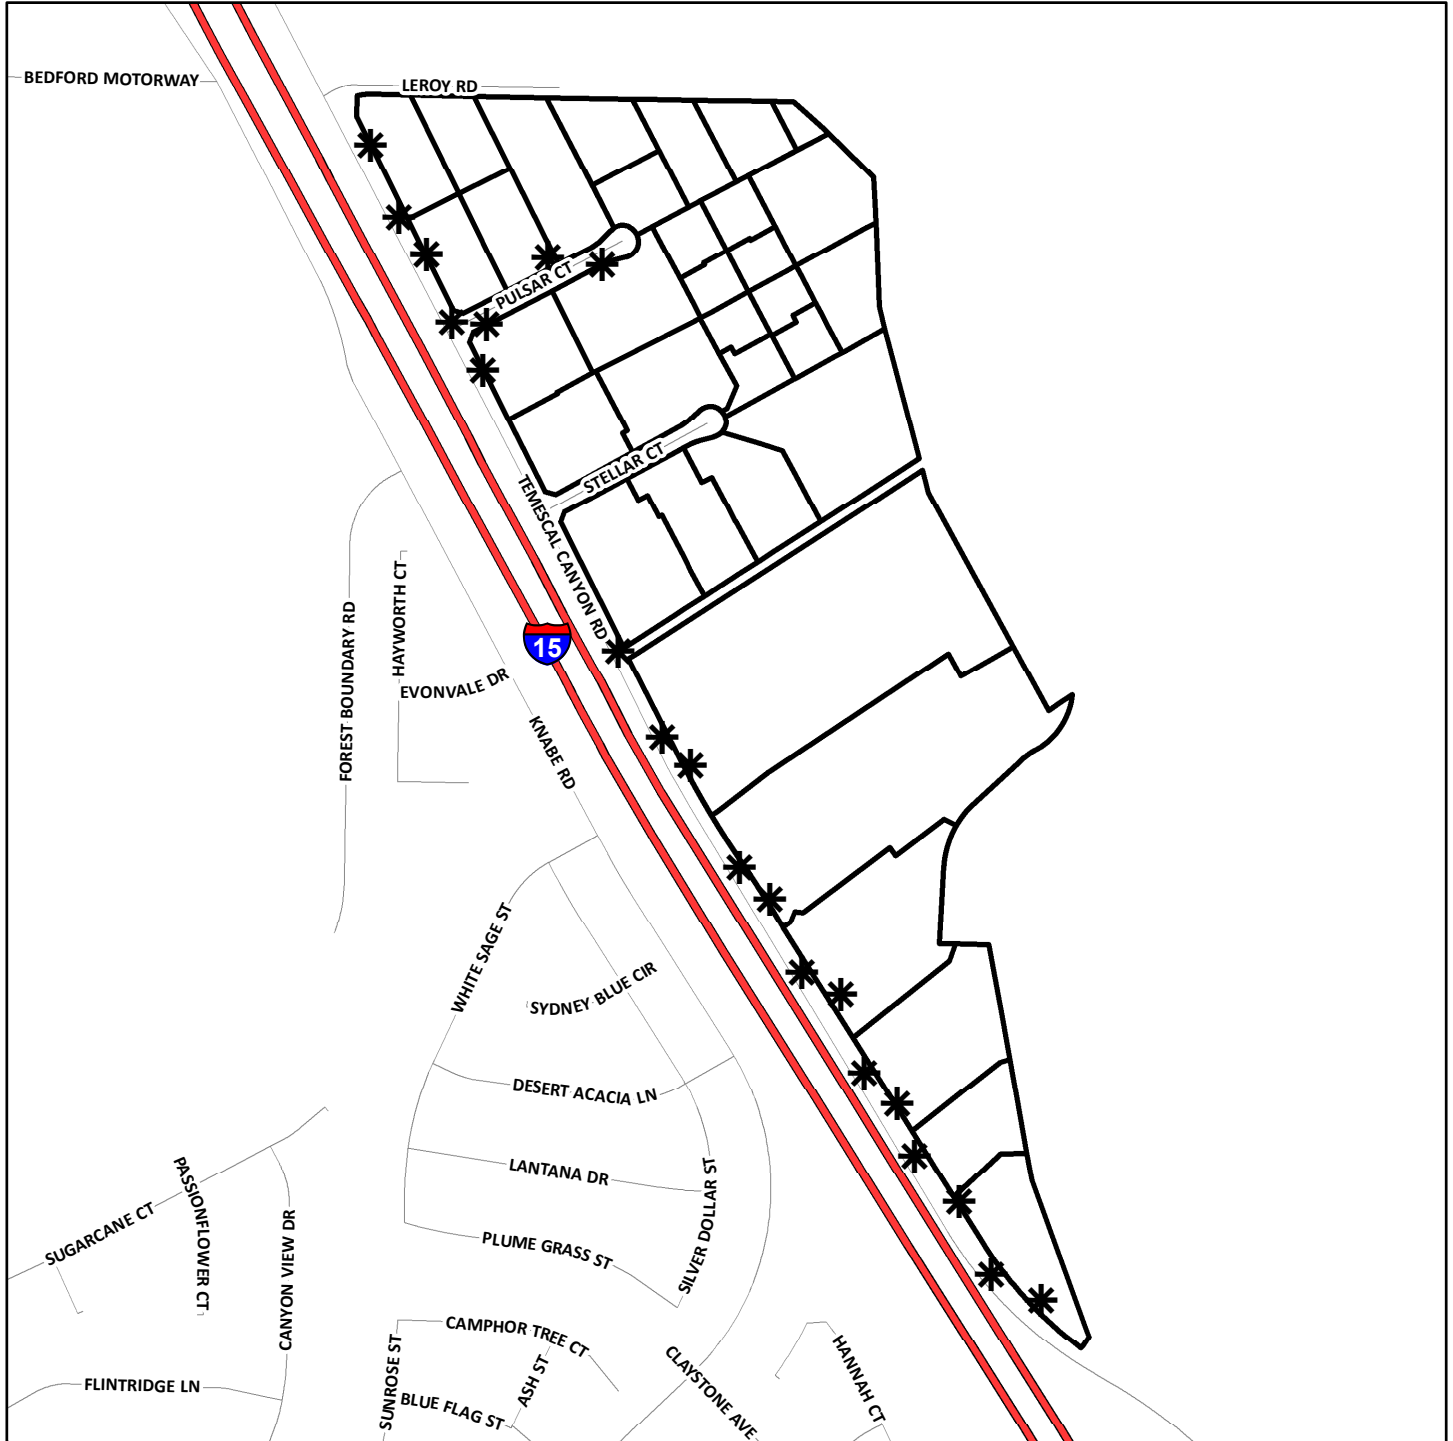 BEDFORD MOTORWAY
LEROY RD
PULSAR CT
STELLAR CT
TEMESCAL CANYON RD
HAYWORTH CT
FOREST BOUNDARY RD
15
EVONVALE DR
KNABE RD
WHITE SAGE ST
SYDNEY BLUE CIR
DESERT ACACIA LN
LANTANA DR
SILVER DOLLAR ST
PASSIONFLOWER CT
SUGARCANE CT
CANYON VIEW DR
PLUME GRASS ST
CAMPHOR TREE CT
SUNROSE ST
ASH ST
CLAYSTONE AVE
HANNAH CT
FLINTRIDGE LN
BLUE FLAG ST